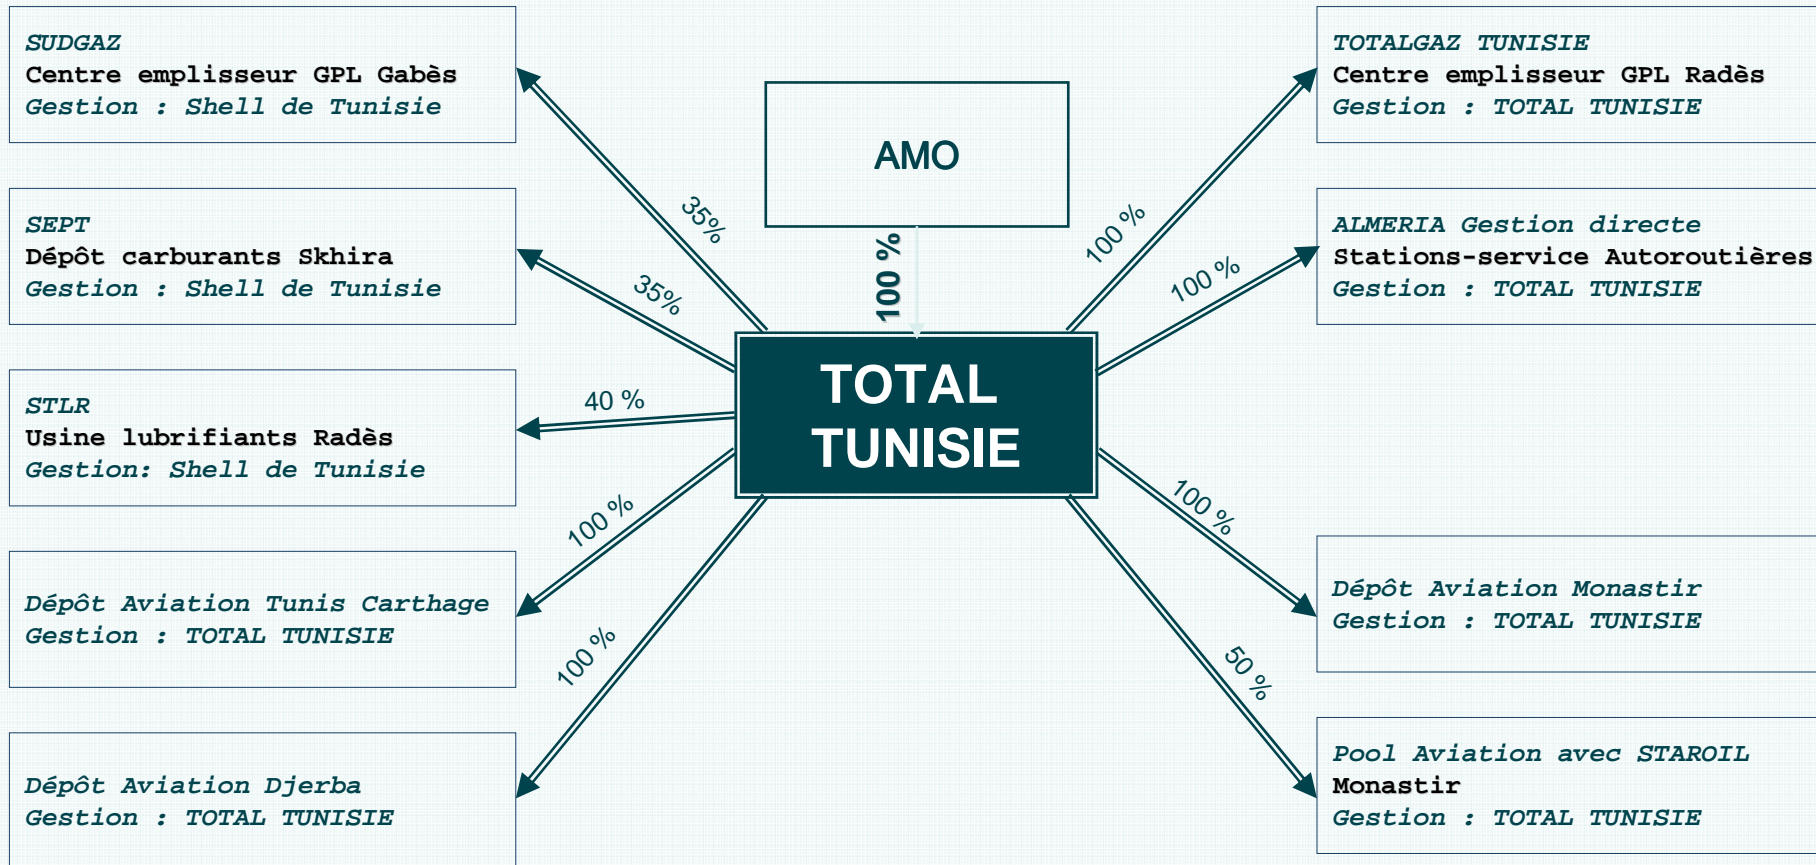 SUDGAZ
Centre emplisseur GPL Gabès
Gestion : Shell de Tunisie
SEPT
Dépôt carburants Skhira
Gestion : Shell de Tunisie
STLR
Usine lubrifiants Radès
Gestion: Shell de Tunisie
Dépôt Aviation Tunis Carthage
Gestion : TOTAL TUNISIE
Dépôt Aviation Djerba
Gestion : TOTAL TUNISIE
35%
35%
40 %
100 %
100 %
AMO
100 %
TOTAL
TUNISIE
100 %
100 %
100 %
50 %
TOTALGAZ TUNISIE
Centre emplisseur GPL Radès
Gestion : TOTAL TUNISIE
ALMERIA Gestion directe
Stations-service Autoroutières
Gestion : TOTAL TUNISIE
Dépôt Aviation Monastir
Gestion : TOTAL TUNISIE
Pool Aviation avec STAROIL
Monastir
Gestion : TOTAL TUNISIE